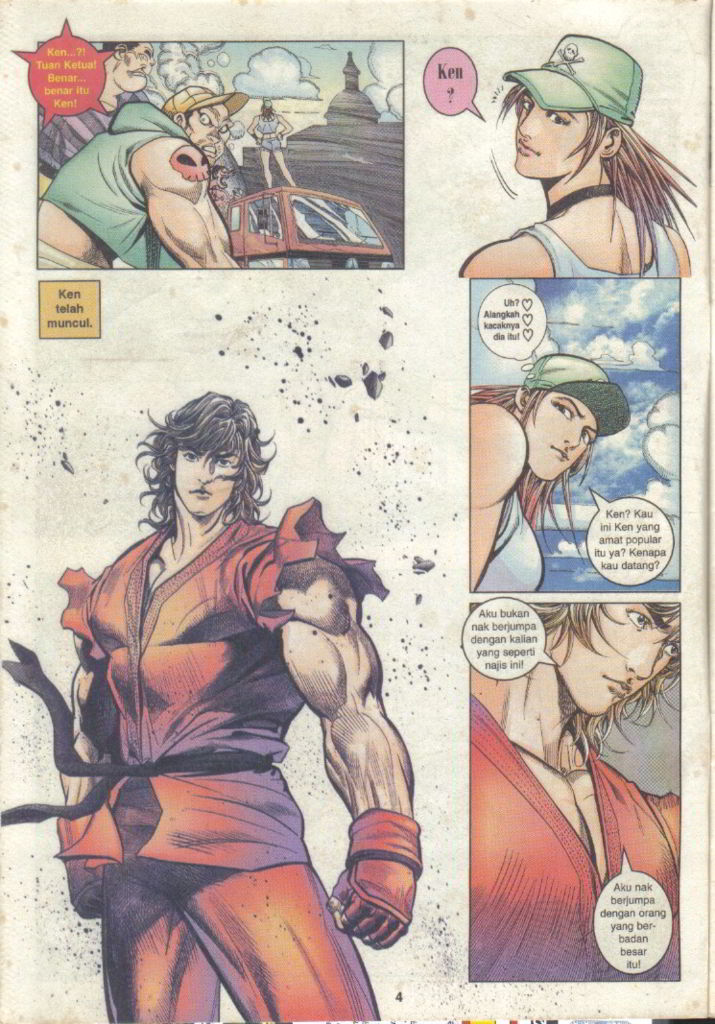 Ken...?!
Tuan Ketua!
Benar...
benar itu
Ken!
Ken
?
Ken
telah
muncul.
Uh? ♡
Alangkah ♡
kacaknya
dia itu! ♡
Ken? Kau
ini Ken yang
amat popular
itu ya? Kenapa
kau datang?
Aku bukan
nak berjumpa
dengan kalian
yang seperti
najis ini!
Aku nak
berjumpa
dengan orang
yang ber-
badan
besar
itu!
4